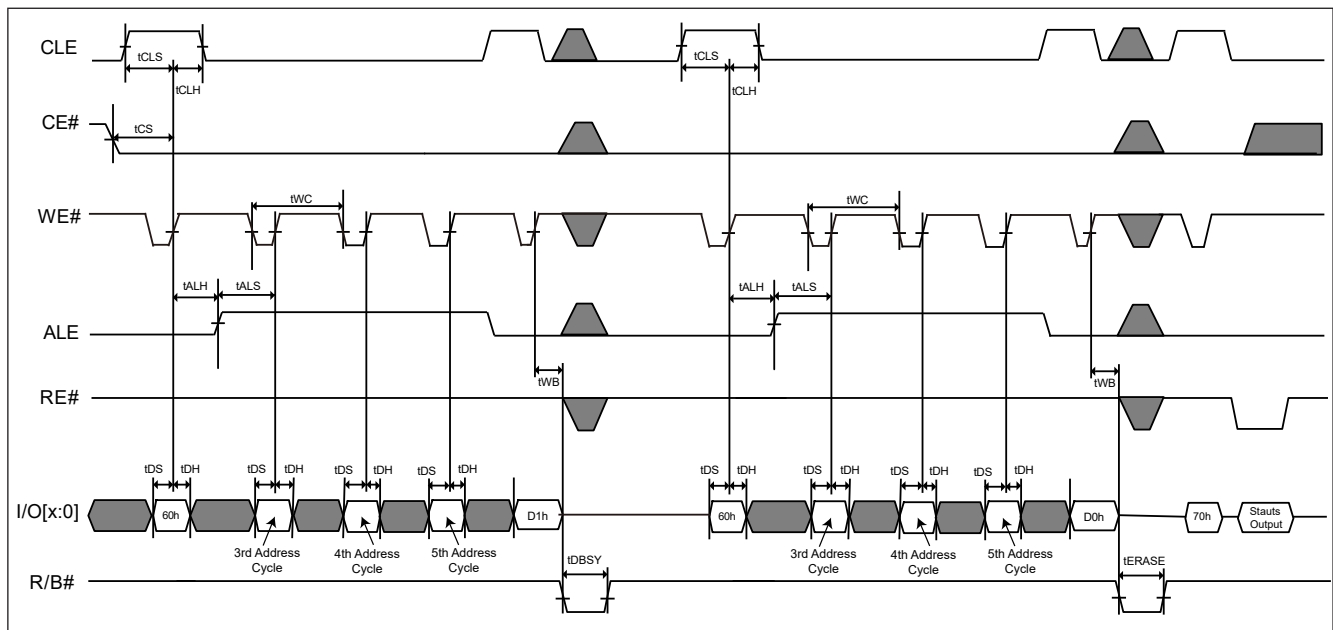 CLE
tCLS
tCLH
tCLS
tCLH
CE#
tCS
WE#
tWC
tWC
tALH
tALS
tALH
tALS
ALE
tWB
tWB
RE#
tDS
tDH
tDS
tDH
tDS
tDH
tDS
tDH
tDS
tDH
tDS
tDH
tDS
tDH
tDS
tDH
I/O[x:0]
60h
D1h
60h
D0h
70h
Stauts
Output
3rd Address
Cycle
4th Address
Cycle
5th Address
Cycle
3rd Address
Cycle
4th Address
Cycle
5th Address
Cycle
R/B#
tDBSY
tERASE